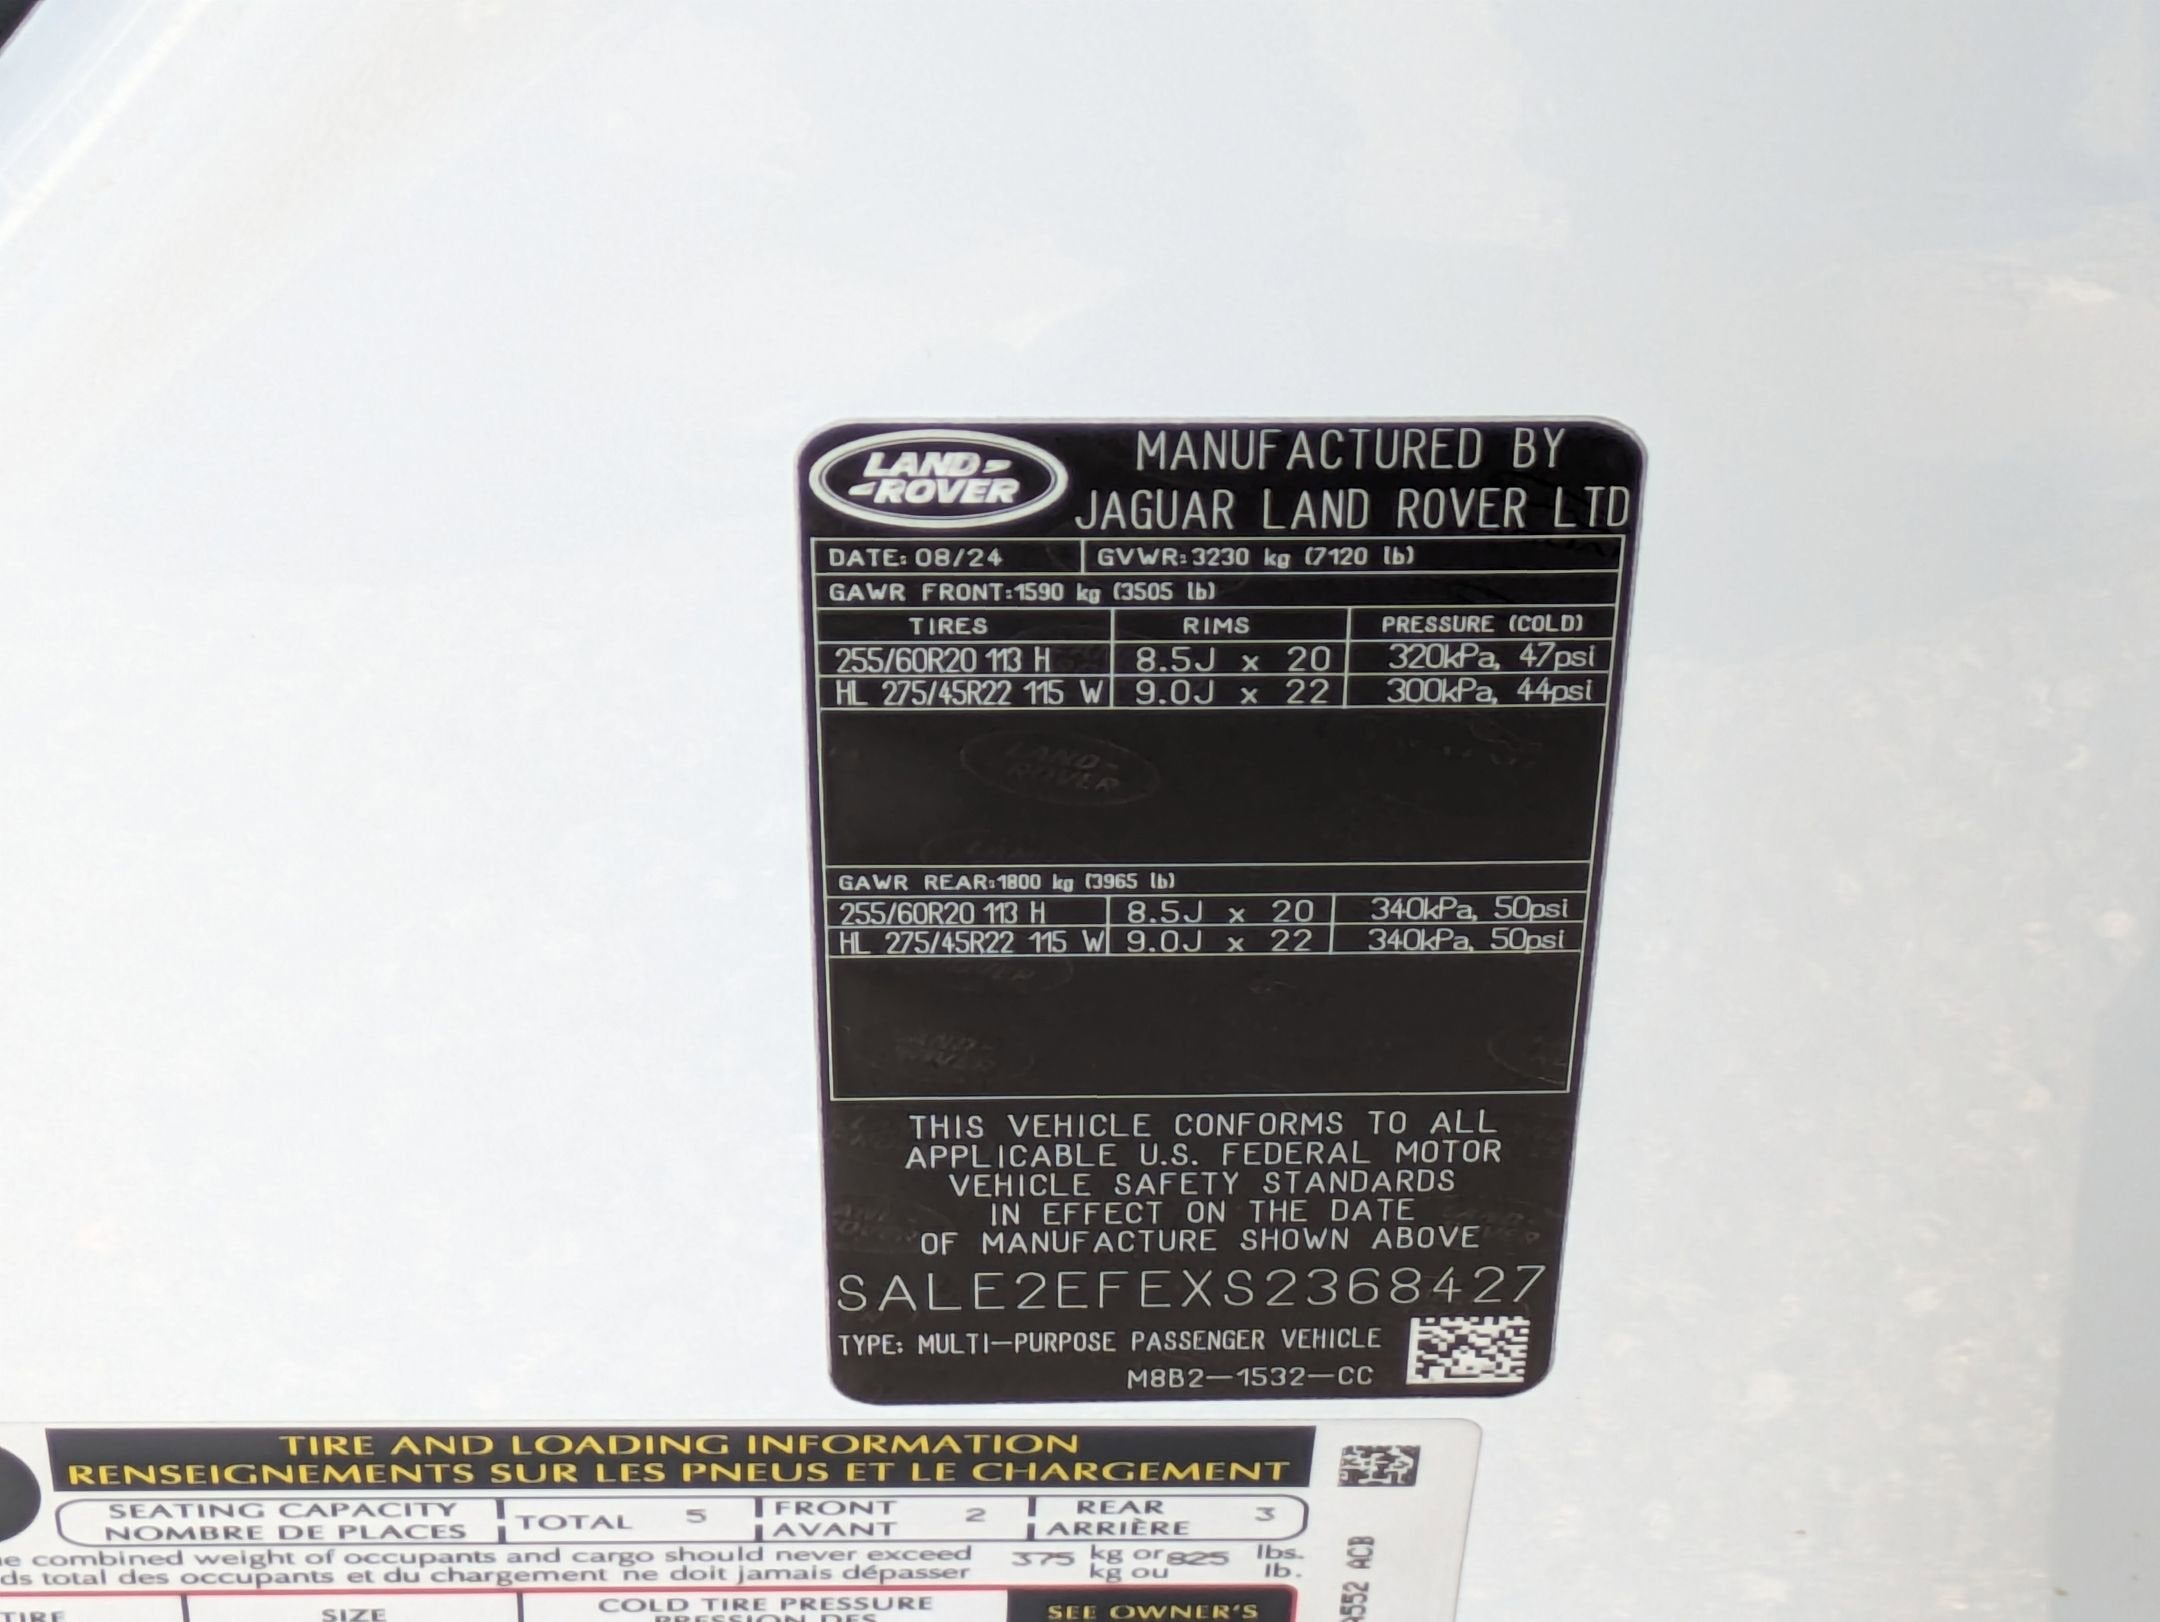 LAND-
-ROVER
MANUFACTURED BY
JAGUAR LAND ROVER LTD
DATE: 08/24 GVWR: 3230 kg (7120 lb)
GAWR FRONT: 1590 kg (3505 lb)
TIRES RIMS PRESSURE (COLD)
255/60R20 113 H 8.5J x 20 320kPa, 47psi
HL 275/45R22 115 W 9.0J x 22 300kPa, 44psi
GAWR REAR: 1800 kg (3965 lb)
255/60R20 113 H 8.5J x 20 340kPa, 50psi
HL 275/45R22 115 W 9.0J x 22 340kPa, 50psi
THIS VEHICLE CONFORMS TO ALL
APPLICABLE U.S. FEDERAL MOTOR
VEHICLE SAFETY STANDARDS
IN EFFECT ON THE DATE
OF MANUFACTURE SHOWN ABOVE
SALE2EFEXS2368427
TYPE: MULTI-PURPOSE PASSENGER VEHICLE
M8B2-1532-CC
TIRE AND LOADING INFORMATION
RENSEIGNEMENTS SUR LES PNEUS ET LE CHARGEMENT
SEATING CAPACITY
NOMBRE DE PLACES
TOTAL 5
FRONT
AVANT 2
REAR
ARRIÈRE 3
combined weight of occupants and cargo should never exceed 375 kg or 825 lbs.
total des occupants et du chargement ne doit jamais dépasser kg ou lb.
TIRE SIZE COLD TIRE PRESSURE
PRESSION DES
SEE OWNER'S
552 ACB